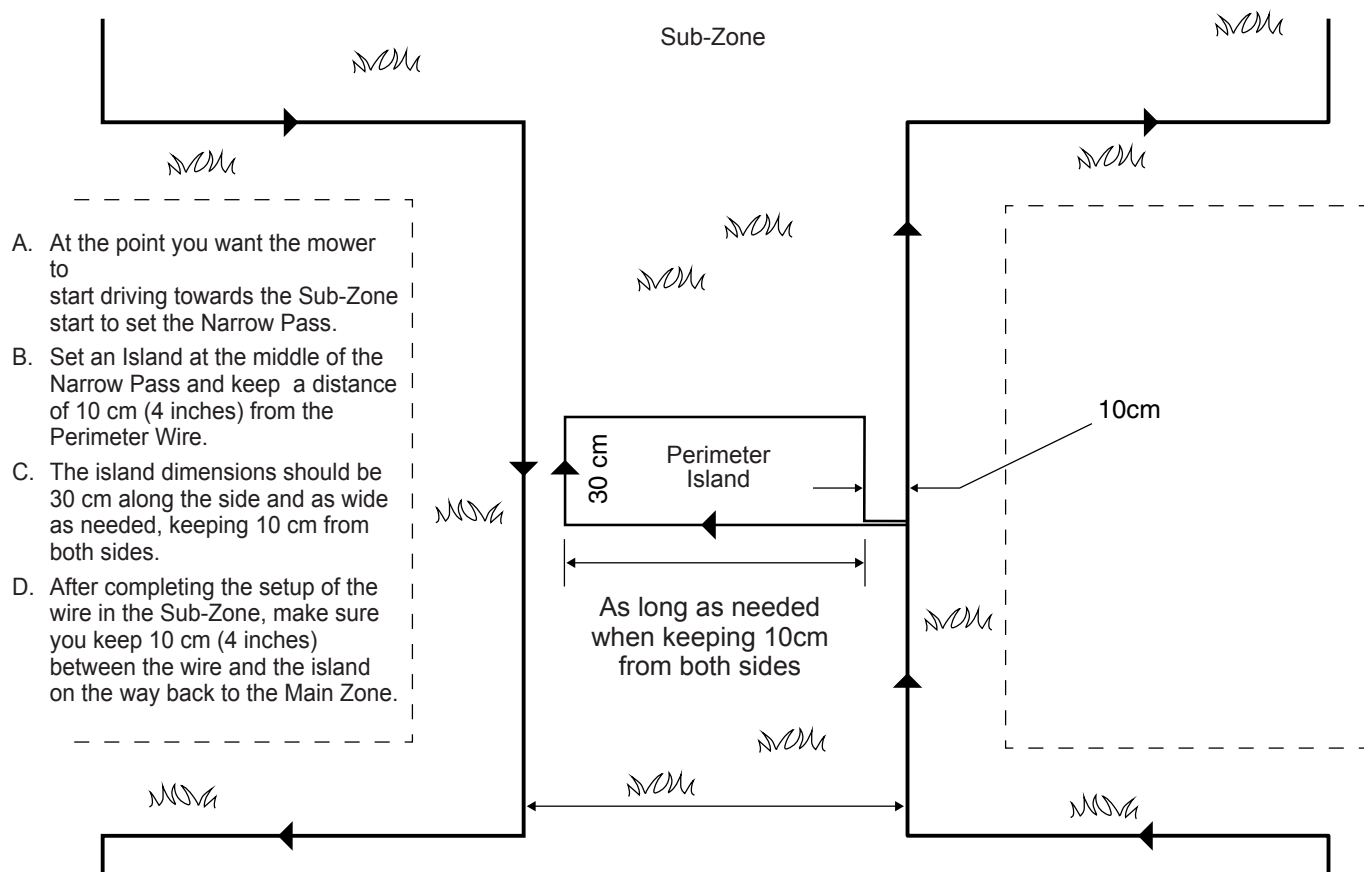 Sub-Zone
A. At the point you want the mower
to
start driving towards the Sub-Zone
start to set the Narrow Pass.
B. Set an Island at the middle of the
Narrow Pass and keep  a distance
of 10 cm (4 inches) from the
Perimeter Wire.
C. The island dimensions should be
30 cm along the side and as wide
as needed, keeping 10 cm from
both sides.
D. After completing the setup of the
wire in the Sub-Zone, make sure
you keep 10 cm (4 inches)
between the wire and the island
on the way back to the Main Zone.
30 cm
Perimeter
Island
10cm
As long as needed
when keeping 10cm
from both sides